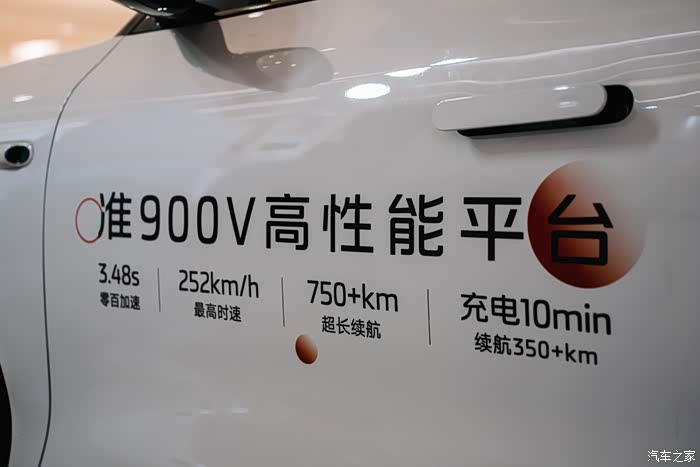 准900V高性能平台
3.48s
零百加速
252km/h
最高时速
750+km
超长续航
充电10min
续航350+km
汽车之家